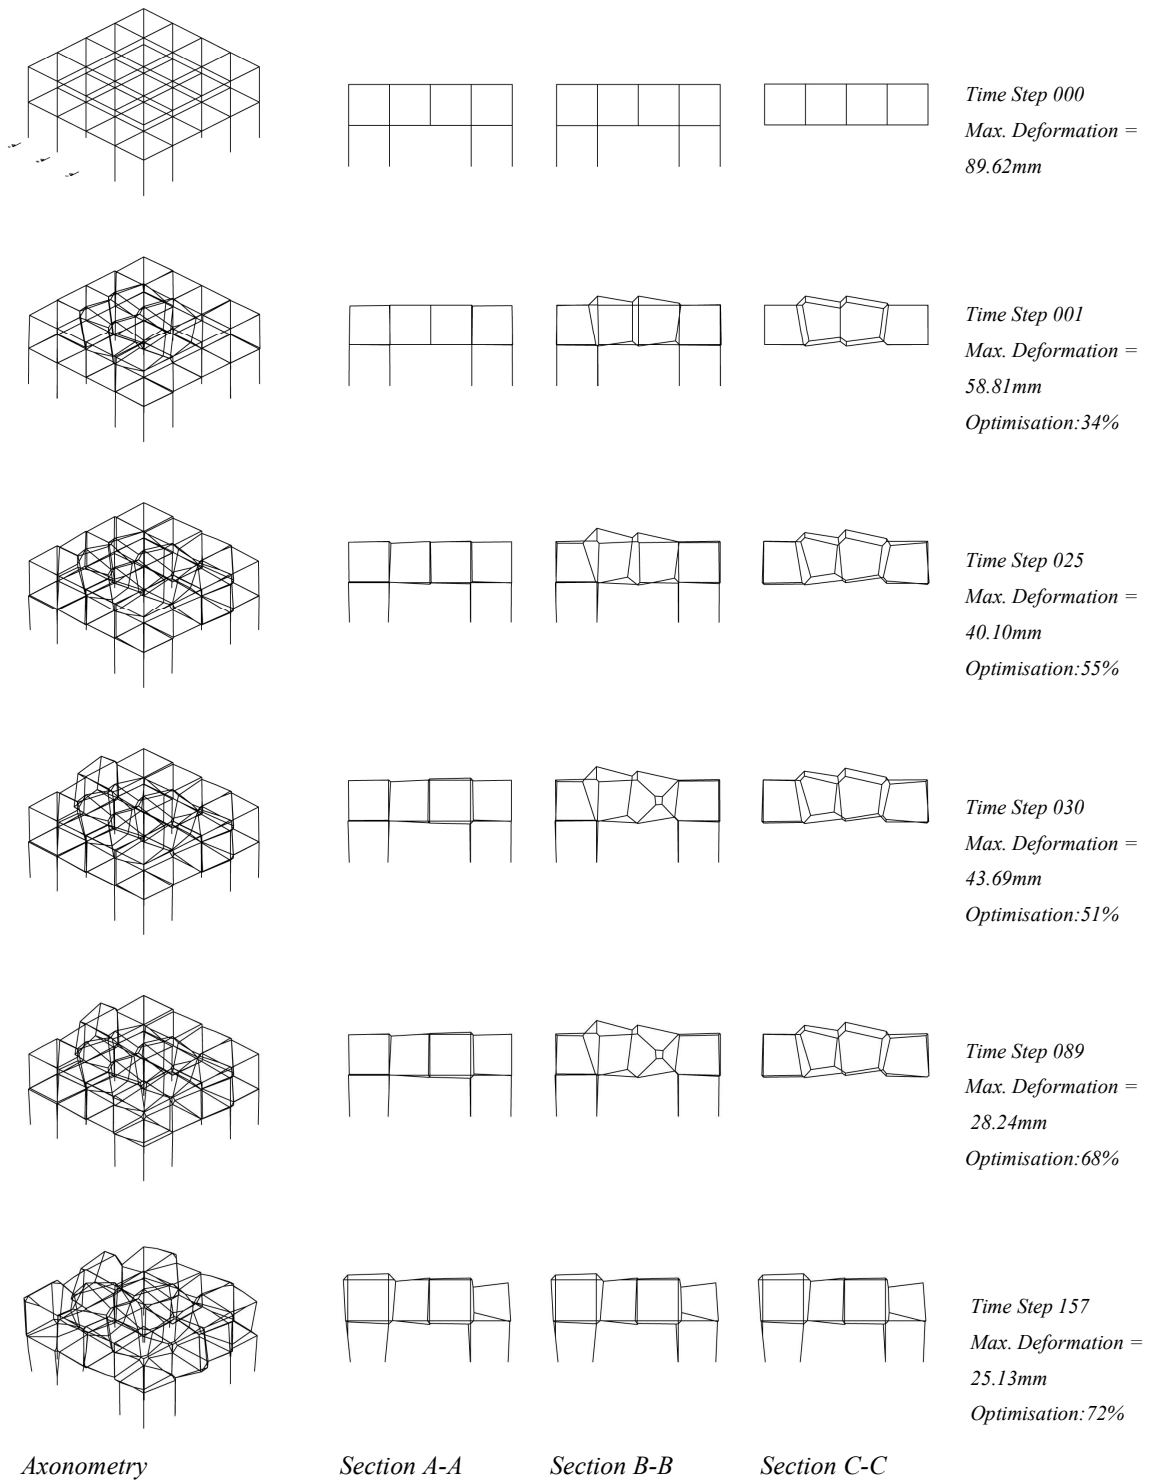 Time Step 000
Max. Deformation =
89.62mm
Time Step 001
Max. Deformation =
58.81mm
Optimisation:34%
Time Step 025
Max. Deformation =
40.10mm
Optimisation:55%
Time Step 030
Max. Deformation =
43.69mm
Optimisation:51%
Time Step 089
Max. Deformation =
28.24mm
Optimisation:68%
Time Step 157
Max. Deformation =
25.13mm
Optimisation:72%
Axonometry
Section A-A
Section B-B
Section C-C